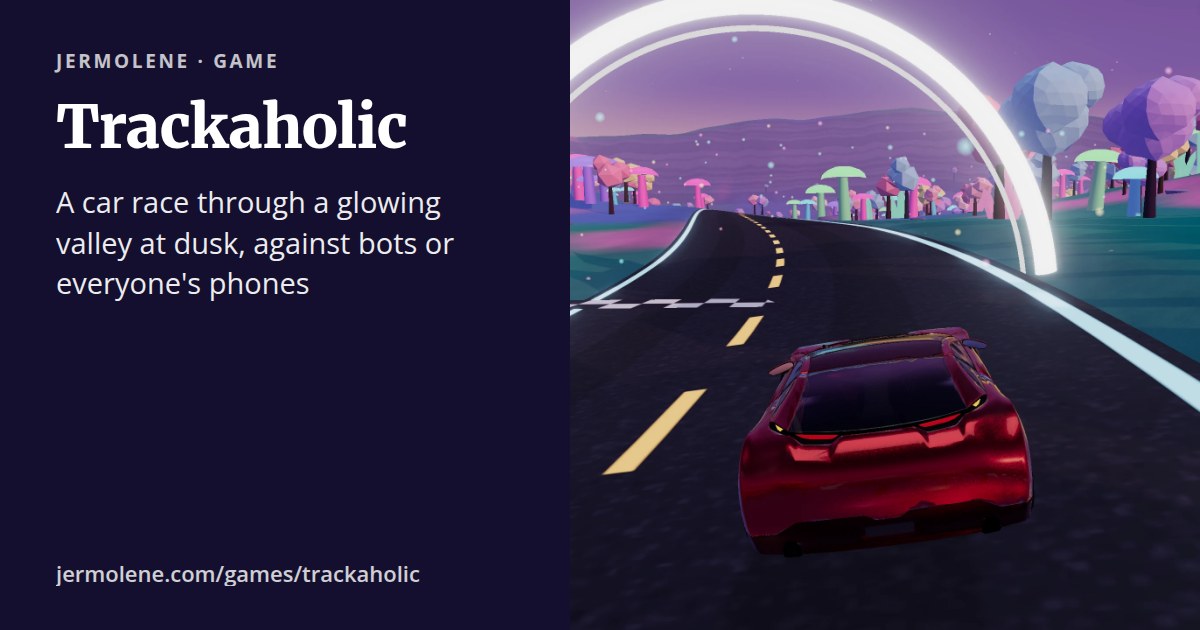 JERMOLENE · GAME
Trackaholic
A car race through a glowing
valley at dusk, against bots or
everyone's phones
jermolene.com/games/trackaholic